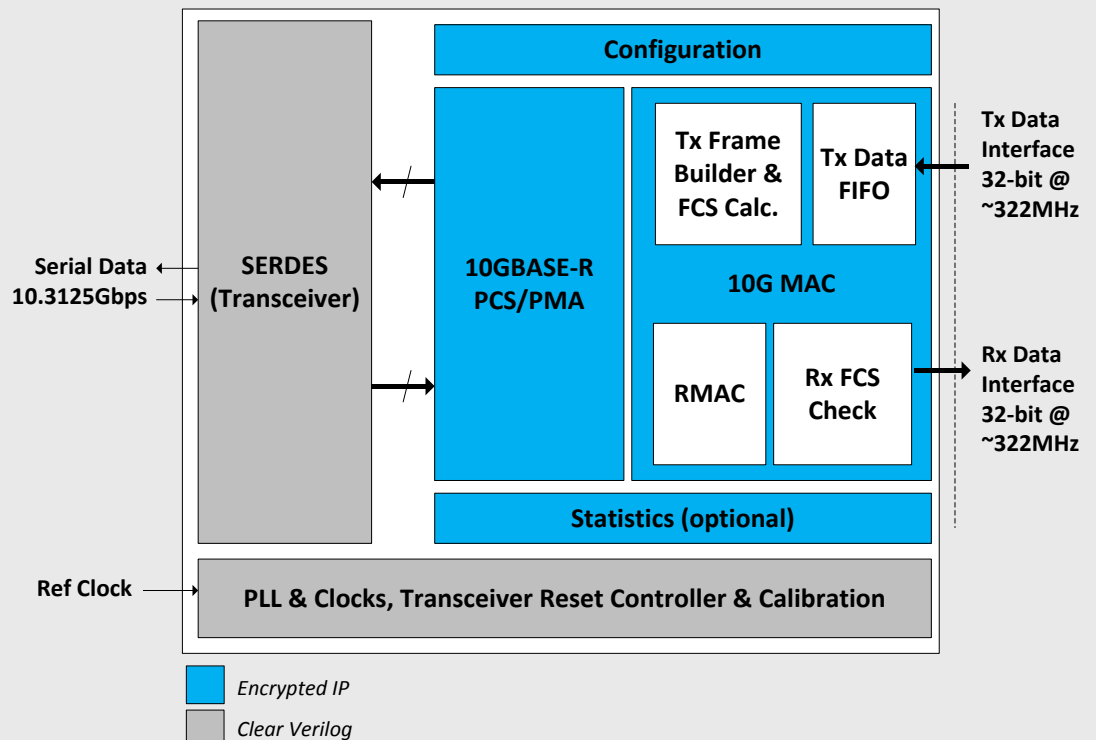 Configuration
Tx Frame
Builder &
FCS Calc.
Tx Data
FIFO
Tx Data
Interface
32-bit @
~322MHz
Serial Data
10.3125Gbps
SERDES
(Transceiver)
10GBASE-R
PCS/PMA
10G MAC
RMAC
Rx FCS
Check
Rx Data
Interface
32-bit @
~322MHz
Statistics (optional)
Ref Clock
PLL & Clocks, Transceiver Reset Controller & Calibration
Encrypted IP
Clear Verilog